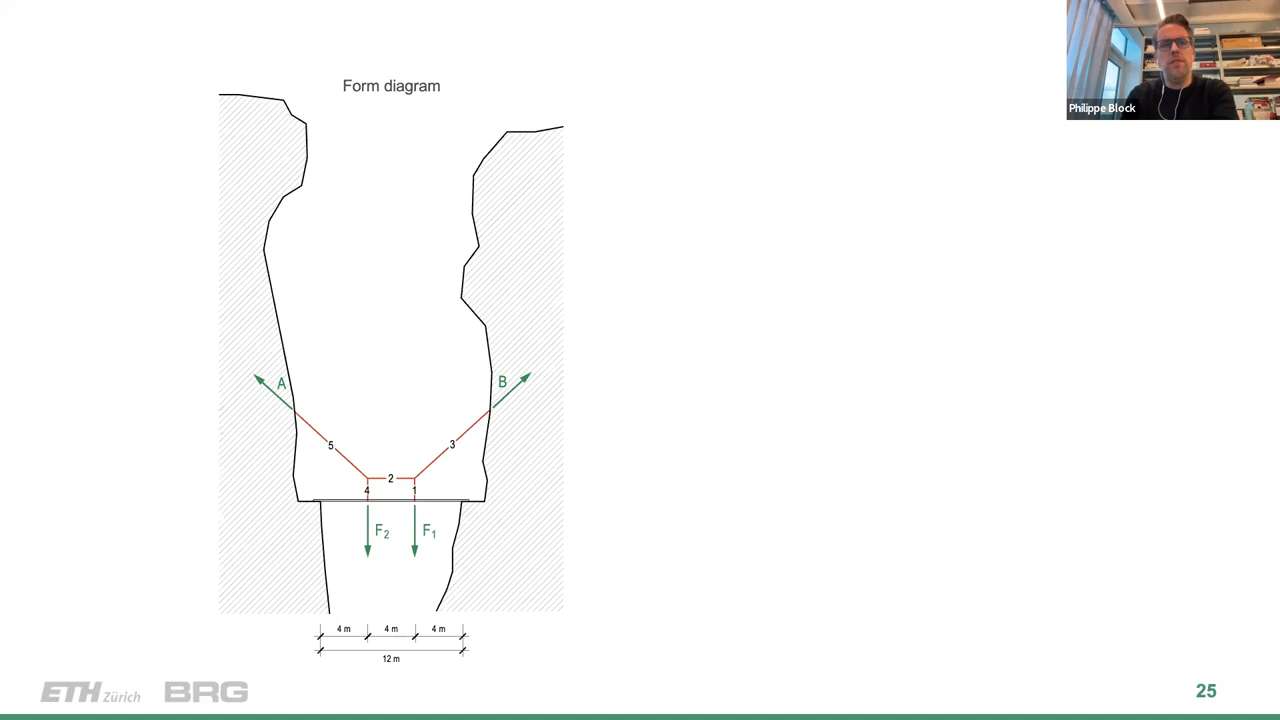 Philippe Block
Form diagram
A
B
5
3
2
4
1
F2
F1
4 m
4 m
4 m
12 m
ETH Zürich
BRG
25